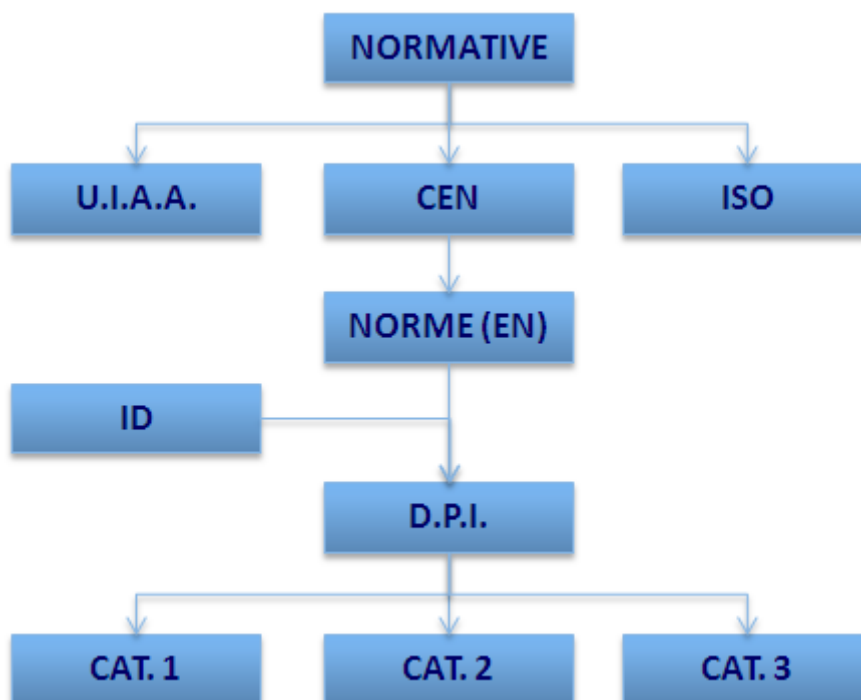 NORMATIVE
U.I.A.A.
CEN
ISO
NORME (EN)
ID
D.P.I.
CAT. 1
CAT. 2
CAT. 3